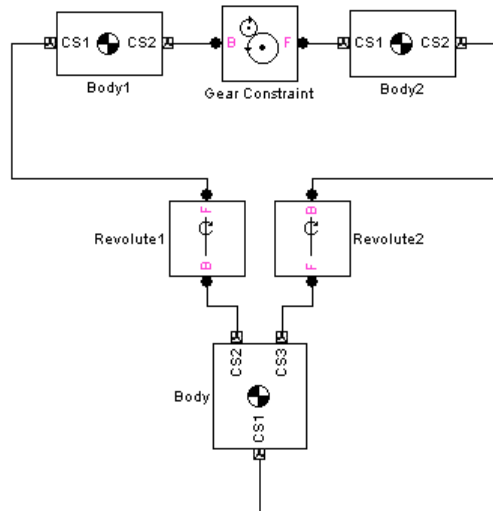 CS1 CS2
B F
CS1 CS2
Body1
Gear Constraint
Body2
F
B
Revolute1
B
F
Revolute2
CS2
CS3
Body
CS1